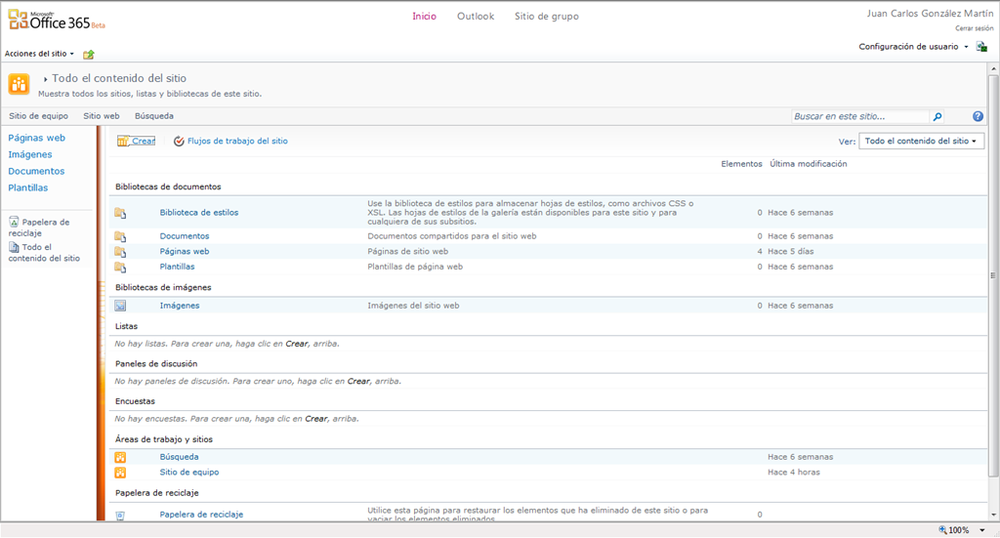 Microsoft
Office 365 Beta
Inicio Outlook Sitio de grupo
Juan Carlos González Martín
Cerrar sesión
Acciones del sitio
Configuración de usuario
Todo el contenido del sitio
Muestra todos los sitios, listas y bibliotecas de este sitio.
Sitio de equipo Sitio web Búsqueda
Buscar en este sitio...
Páginas web
Imágenes
Documentos
Plantillas
Papelera de
reciclaje
Todo el
contenido del sitio
Crear Flujos de trabajo del sitio
Ver: Todo el contenido del sitio
Elementos Última modificación
Bibliotecas de documentos
Biblioteca de estilos
Use la biblioteca de estilos para almacenar hojas de estilos, como archivos CSS o
XSL. Las hojas de estilos de la galería están disponibles para este sitio y para
cualquiera de sus subsitios.
0 Hace 6 semanas
Documentos Documentos compartidos para el sitio web 0 Hace 6 semanas
Páginas web Páginas de sitio web 4 Hace 5 días
Plantillas Plantillas de página web 0 Hace 6 semanas
Bibliotecas de imágenes
Imágenes Imágenes del sitio web 0 Hace 6 semanas
Listas
No hay listas. Para crear una, haga clic en Crear, arriba.
Paneles de discusión
No hay paneles de discusión. Para crear uno, haga clic en Crear, arriba.
Encuestas
No hay encuestas. Para crear una, haga clic en Crear, arriba.
Áreas de trabajo y sitios
Búsqueda Hace 6 semanas
Sitio de equipo Hace 4 horas
Papelera de reciclaje
Papelera de reciclaje
Utilice esta página para restaurar los elementos que ha eliminado de este sitio o para
vaciar los elementos eliminados.
0
100%